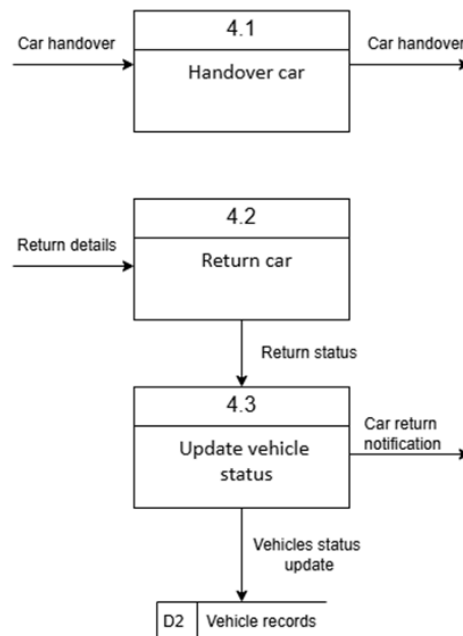 4.1
Car handover
Car handover
Handover car
4.2
Return details
Return car
Return status
4.3
Car return
notification
Update vehicle
status
Vehicles status
update
D2
Vehicle records